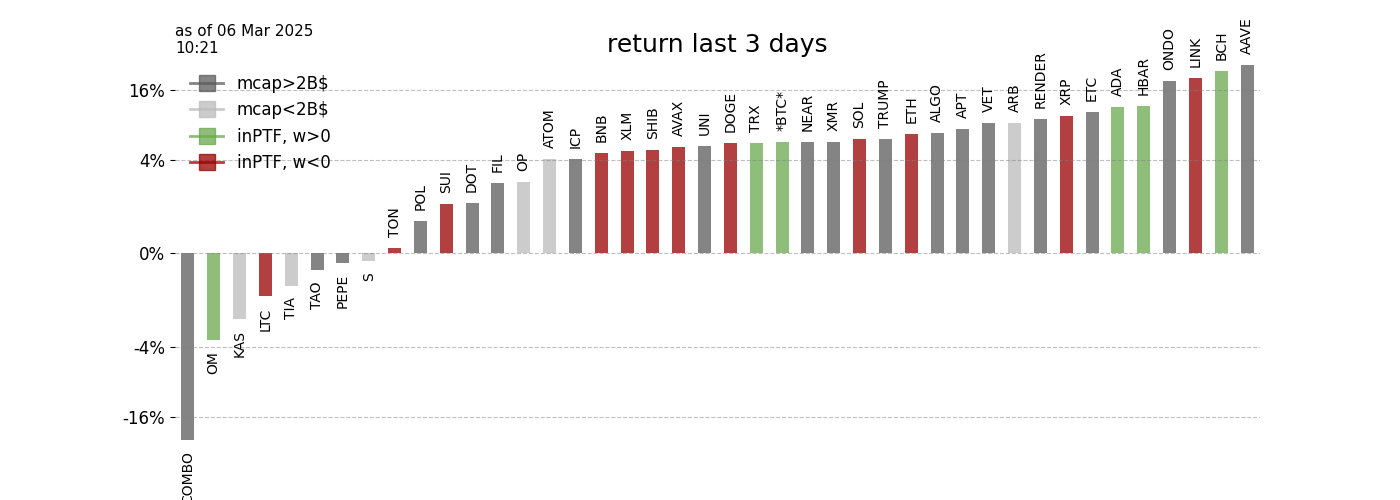 as of 06 Mar 2025
10:21
return last 3 days
mcap>2B$
mcap<2B$
inPTF, w>0
inPTF, w<0
16%
4%
0%
-4%
-16%
COMBO
OM
KAS
LTC
TIA
TAO
PEPE
S
TON
POL
SUI
DOT
FIL
OP
ATOM
ICP
BNB
XLM
SHIB
AVAX
UNI
DOGE
TRX
*BTC*
NEAR
XMR
SOL
TRUMP
ETH
ALGO
APT
VET
ARB
RENDER
XRP
ETC
ADA
HBAR
ONDO
LINK
BCH
AAVE